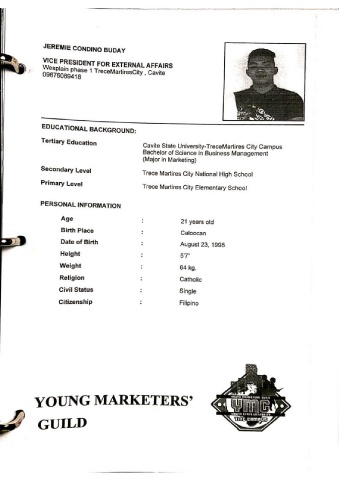 JEREMIE CONDINO BUDAY
VICE PRESIDENT FOR EXTERNAL AFFAIRS
Wesplain phase 1 TreceMartiresCity , Cavite
09676089418
EDUCATIONAL BACKGROUND:
Tertiary Education
Cavite State University-TreceMartires City Campus
Bachelor of Science in Business Management
(Major in Marketing)
Secondary Level
Trece Martires City National High School
Primary Level
Trece Martires City Elementary School
PERSONAL INFORMATION
Age : 21 years old
Birth Place : Caloocan
Date of Birth : August 23, 1998
Height : 5'7"
Weight : 64 kg.
Religion : Catholic
Civil Status : Single
Citizenship : Filipino
YOUNG MARKETERS'
GUILD
YMG